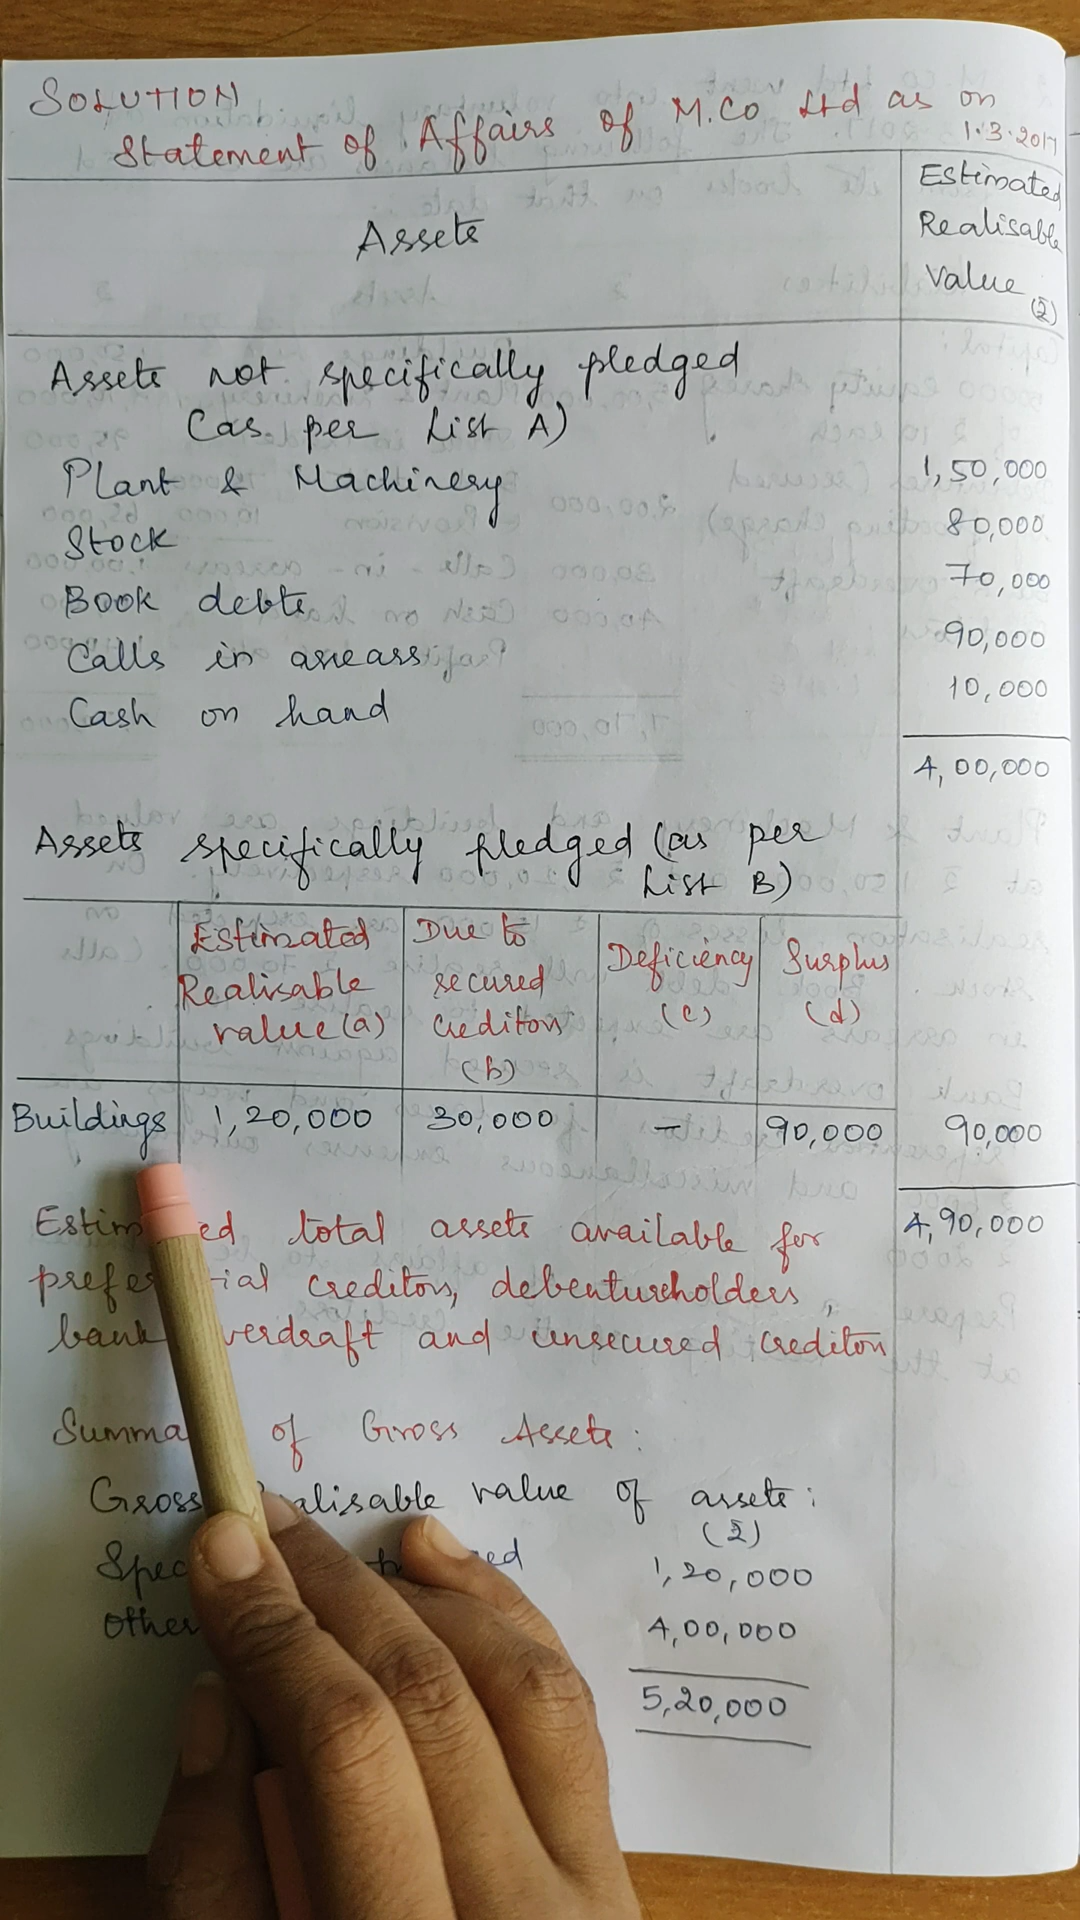 SOLUTION
Statement of Affairs of M.Co Ltd as on
1.3.2017
Assets
Estimated
Realisable
Value
(₹)
Assets not specifically pledged
(as per List A)
Plant & Machinery 1,50,000
Stock 80,000
Book debts 70,000
Calls in arrears 90,000
Cash on hand 10,000
4,00,000
Assets specifically pledged (as per
List B)
Estimated Realisable value (a)
Due to secured creditors (b)
Deficiency (c)
Surplus (d)
Buildings 1,20,000 30,000 - 90,000 90,000
total assets available for 4,90,000
creditors, debentureholders,
bank and unsecured creditors
of Gross Assets:
Gross value of assets:
(₹)
1,20,000
Other 4,00,000
5,20,000